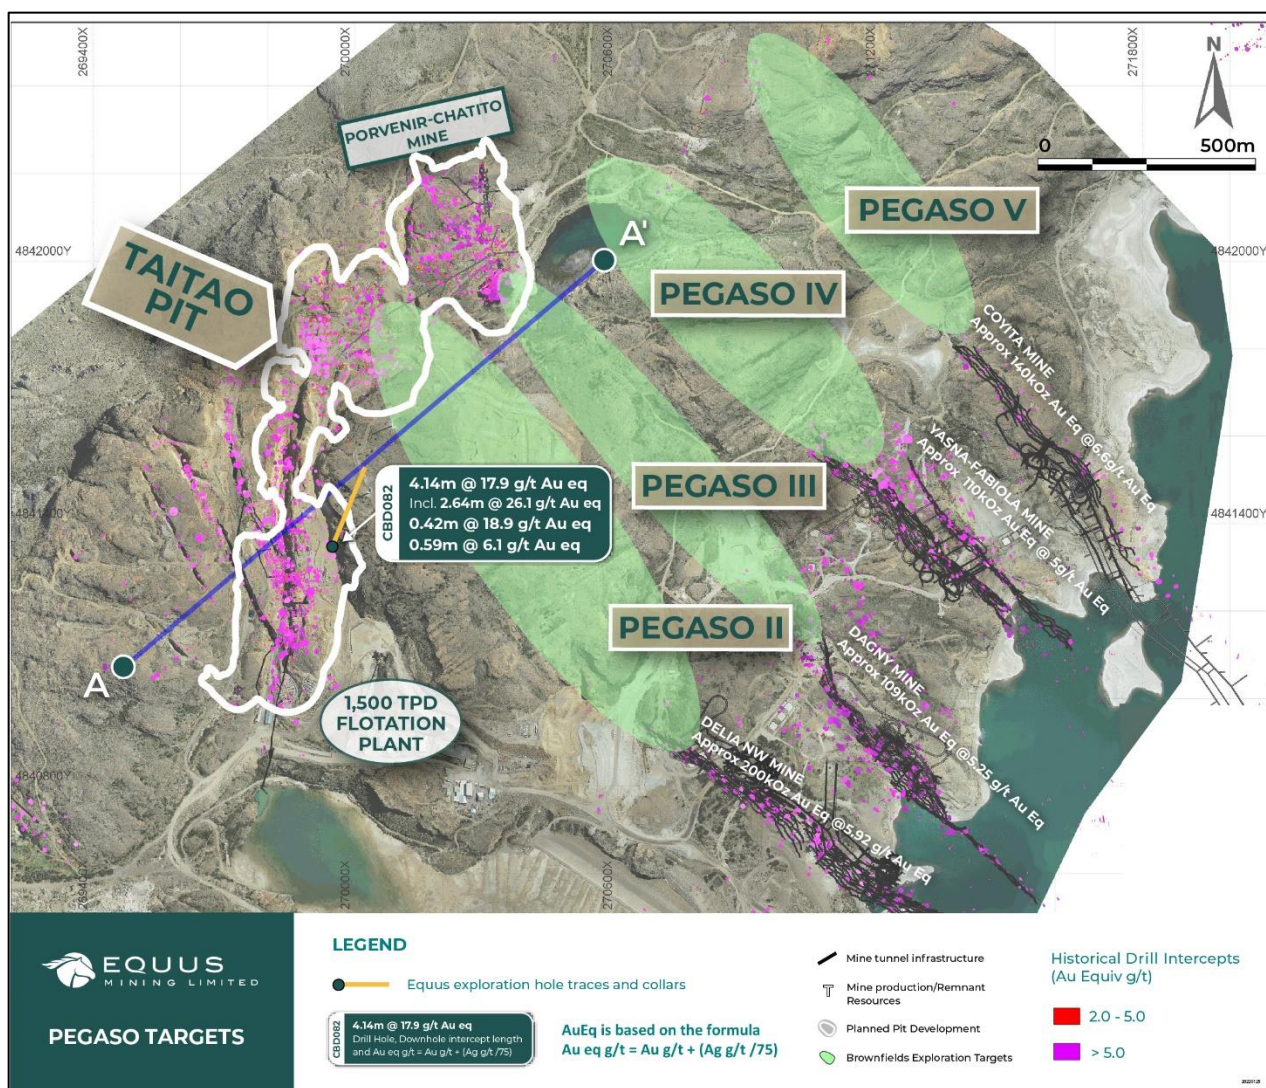 269400X
270000X
270600X
271200X
271800X
N
0 500m
PORVENIR-CHATITO
MINE
TAITAO
PIT
4842000Y
4842000Y
A'
PEGASO V
PEGASO IV
PEGASO III
PEGASO II
COYITA MINE
Approx 140kOz Au Eq @6.6g/t Au Eq
YASNA-FABIOLA MINE
Approx 110kOz Au Eq @ 5g/t Au Eq
DAGNY MINE
Approx 109kOz Au Eq @5.25 g/t Au Eq
DELIA NW MINE
Approx 200kOz Au Eq @5.92 g/t Au Eq
CBD082
4.14m @ 17.9 g/t Au eq
Incl. 2.64m @ 26.1 g/t Au eq
0.42m @ 18.9 g/t Au eq
0.59m @ 6.1 g/t Au eq
4841400Y
4841400Y
A
1,500 TPD
FLOTATION
PLANT
4840800Y
269400X
270000X
270600X
EQUUS
MINING LIMITED
PEGASO TARGETS
LEGEND
Equus exploration hole traces and collars
CBD082
4.14m @ 17.9 g/t Au eq
Drill Hole, Downhole intercept length
and Au eq g/t = Au g/t + (Ag g/t /75)
AuEq is based on the formula
Au eq g/t = Au g/t + (Ag g/t /75)
Mine tunnel infrastructure
Mine production/Remnant
Resources
Planned Pit Development
Brownfields Exploration Targets
Historical Drill Intercepts
(Au Equiv g/t)
2.0 - 5.0
> 5.0